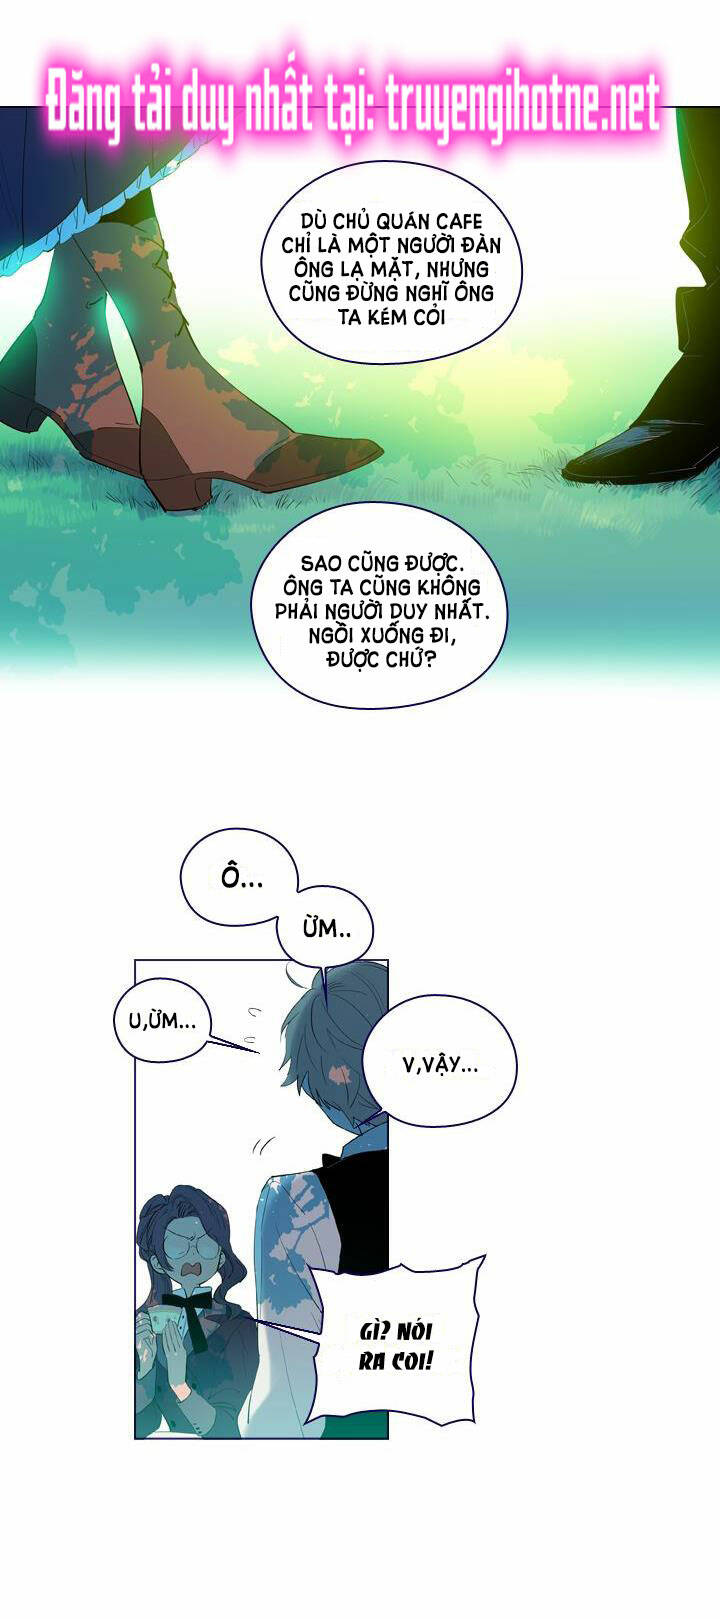 Đăng tải duy nhất tại: truyengihotne.net
DÙ CHỦ QUÁN CAFE
CHỈ LÀ MỘT NGƯỜI ĐÀN
ÔNG LẠ MẶT, NHƯNG
CŨNG ĐỪNG NGHĨ ÔNG
TA KÉM CỎI
SAO CŨNG ĐƯỢC.
ÔNG TA CŨNG KHÔNG
PHẢI NGƯỜI DUY NHẤT.
NGỒI XUỐNG ĐI,
ĐƯỢC CHỨ?
Ô...
ỪM..
U,ỪM...
V,VẬY...
GÌ? NÓI
RA COI!